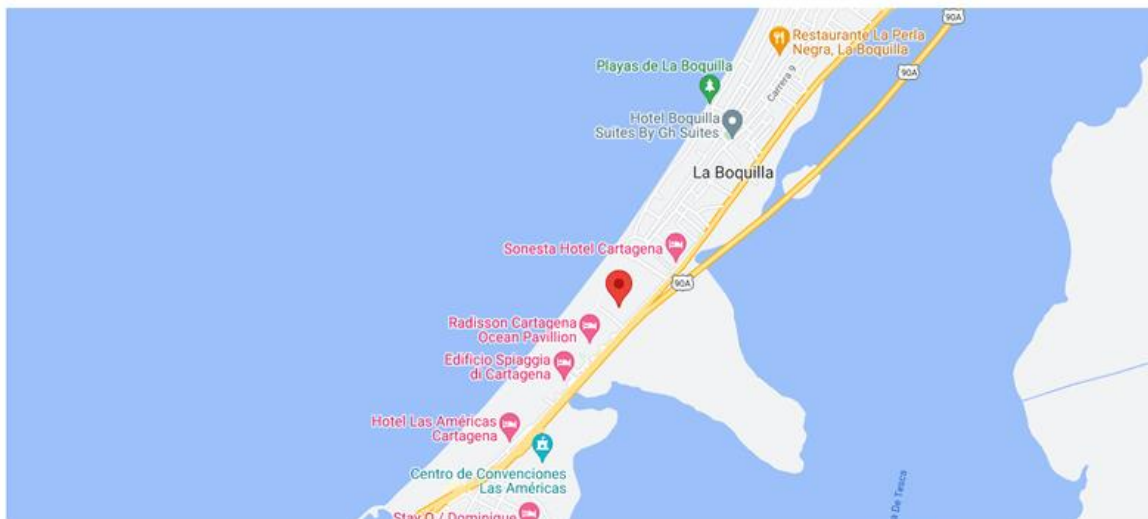 90A
Restaurante La Perla
Negra, La Boquilla
Playas de La Boquilla
90A
Carrera 9
Hotel Boquilla
Suites By Gh Suites
La Boquilla
Sonesta Hotel Cartagena
90A
Radisson Cartagena
Ocean Pavillion
Edificio Spiaggia
di Cartagena
Hotel Las Américas
Cartagena
Centro de Convenciones
Las Américas
De Tesca
Stay O / Dominique